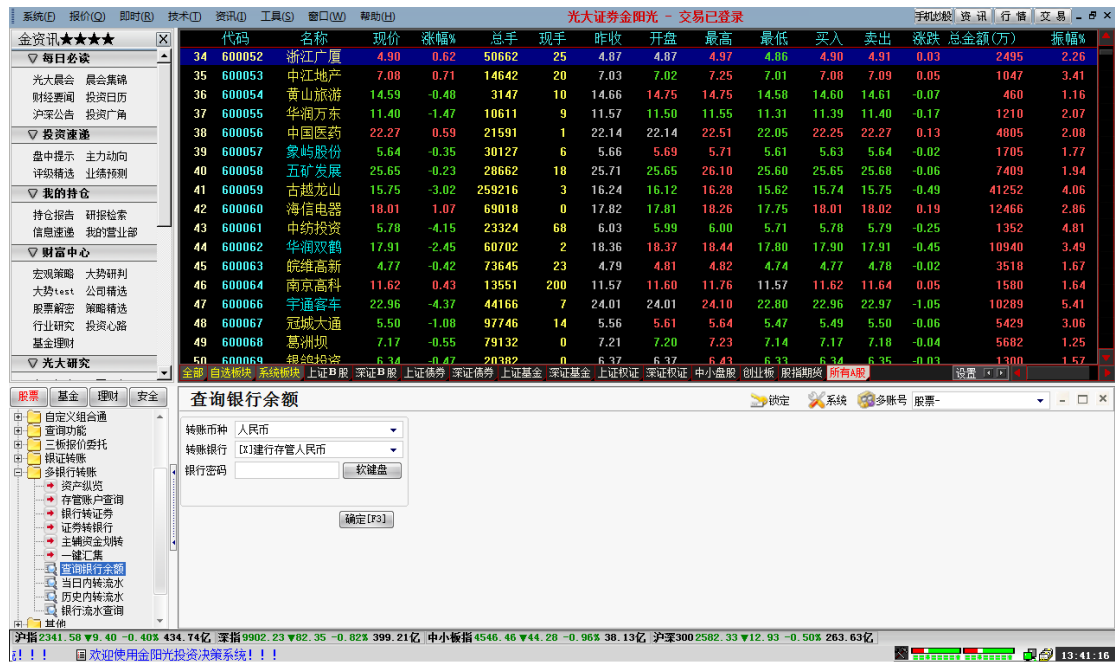 系统(F) 报价(Q) 即时(R) 技术(T) 资讯(I) 工具(S) 窗口(W) 帮助(H) 光大证券金阳光 - 交易已登录 手机炒股 资讯 行情 交易
金资讯★★★★
▽ 每日必读
光大晨会 晨会集锦
财经要闻 投资日历
沪深公告 投资广角
▽ 投资速递
盘中提示 主力动向
评级精选 业绩预测
▽ 我的持仓
持仓报告 研报检索
信息速递 我的营业部
▽ 财富中心
宏观策略 大势研判
大势test 公司精选
股票解密 策略精选
行业研究 投资心路
基金理财
▽ 光大研究
代码 名称 现价 涨幅% 总手 现手 昨收 开盘 最高 最低 买入 卖出 涨跌 总金额(万) 振幅%
34 600052 浙江广厦 4.90 0.62 50662 25 4.87 4.87 4.97 4.86 4.90 4.91 0.03 2495 2.26
35 600053 中江地产 7.08 0.71 14642 20 7.03 7.02 7.25 7.01 7.08 7.09 0.05 1047 3.41
36 600054 黄山旅游 14.59 -0.48 3147 10 14.66 14.75 14.75 14.58 14.60 14.61 -0.07 460 1.16
37 600055 华润万东 11.40 -1.47 10611 9 11.57 11.50 11.55 11.31 11.39 11.40 -0.17 1210 2.07
38 600056 中国医药 22.27 0.59 21591 1 22.14 22.14 22.51 22.05 22.25 22.27 0.13 4805 2.08
39 600057 象屿股份 5.64 -0.35 30127 6 5.66 5.69 5.71 5.61 5.63 5.64 -0.02 1705 1.77
40 600058 五矿发展 25.65 -0.23 28662 18 25.71 25.65 26.10 25.60 25.65 25.68 -0.06 7409 1.94
41 600059 古越龙山 15.75 -3.02 259216 3 16.24 16.12 16.28 15.62 15.74 15.75 -0.49 41252 4.06
42 600060 海信电器 18.01 1.07 69018 0 17.82 17.81 18.26 17.75 18.01 18.02 0.19 12466 2.86
43 600061 中纺投资 5.78 -4.15 23324 68 6.03 5.99 6.00 5.71 5.78 5.79 -0.25 1352 4.81
44 600062 华润双鹤 17.91 -2.45 60702 2 18.36 18.37 18.44 17.80 17.90 17.91 -0.45 10940 3.49
45 600063 皖维高新 4.77 -0.42 73645 23 4.79 4.81 4.82 4.74 4.77 4.78 -0.02 3518 1.67
46 600064 南京高科 11.62 0.43 13551 200 11.57 11.60 11.76 11.57 11.62 11.64 0.05 1580 1.64
47 600066 宇通客车 22.96 -4.37 44166 7 24.01 24.01 24.10 22.80 22.96 22.97 -1.05 10289 5.41
48 600067 冠城大通 5.50 -1.08 97746 14 5.56 5.61 5.64 5.47 5.49 5.50 -0.06 5429 3.06
49 600068 葛洲坝 7.17 -0.55 79132 0 7.21 7.20 7.23 7.14 7.17 7.18 -0.04 5682 1.25
50 600069 银鸽投资 6.34 -0.47 20382 0 6.37 6.37 6.43 6.33 6.34 6.35 -0.03 1300 1.57
全部 自选板块 系统板块 上证B股 深证B股 上证债券 深证债券 上证基金 深证基金 上证权证 深证权证 中小盘股 创业板 股指期货 所有A股 设置
股票 基金 理财 安全
自定义组合通
查询功能
三板报价委托
银证转账
多银行转账
资产纵览
存管账户查询
银行转证券
证券转银行
主辅资金划转
一键汇集
查询银行余额
当日内转流水
历史内转流水
银行流水查询
其他
查询银行余额 锁定 系统 多账号 股票-
转账币种 人民币
转账银行 [X]建行存管人民币
银行密码 软键盘
确定[F3]
沪指2341.58▼9.40 -0.40% 434.74亿 深指9902.23▼82.35 -0.82% 399.21亿 中小板指4546.46▼44.28 -0.96% 38.13亿 沪深300 2582.33▼12.93 -0.50% 263.63亿
！！！ 欢迎使用金阳光投资决策系统！！！ 13:41:16